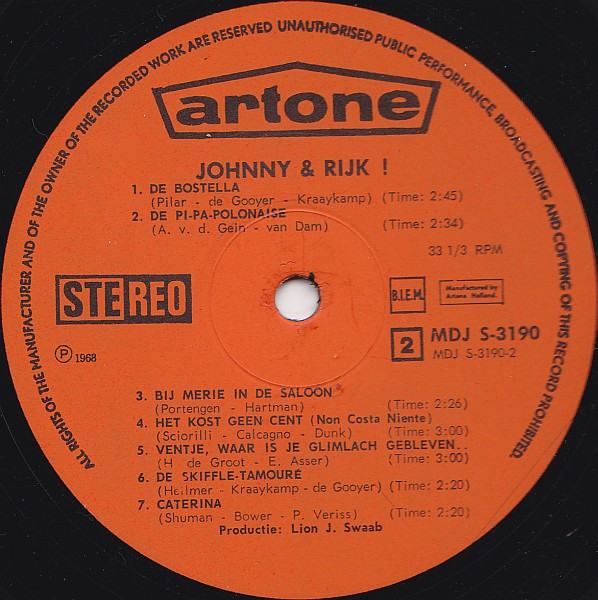 ALL RIGHTS OF THE MANUFACTURER AND OF THE OWNER OF THE RECORDED WORK ARE RESERVED UNAUTHORISED PUBLIC PERFORMANCE, BROADCASTING AND COPYING OF THIS RECORD PROHIBITED.
artone
JOHNNY & RIJK !
1. DE BOSTELLA
(Pilar - de Gooyer - Kraaykamp) (Time: 2:45)
2. DE PI-PA-POLONAISE
(A. v. d. Gein - van Dam) (Time: 2:34)
33 1/3 RPM
STEREO
B.I.E.M.
Manufactured by
Artone Holland.
2 MDJ S-3190
MDJ S-3190-2
Ⓟ 1968
3. BIJ MERIE IN DE SALOON
(Portengen - Hartman) (Time: 2:26)
4. HET KOST GEEN CENT (Non Costa Niente)
(Sciorilli - Calcagno - Dunk) (Time: 3:00)
5. VENTJE, WAAR IS JE GLIMLACH GEBLEVEN..
(H. de Groot - E. Asser) (Time: 3:00)
6. DE SKIFFLE-TAMOURÉ
(Heilmer - Kraaykamp - de Gooyer) (Time: 2:20)
7. CATERINA
(Shuman - Bower - P. Veriss) (Time: 2:20)
Productie: Lion J. Swaab